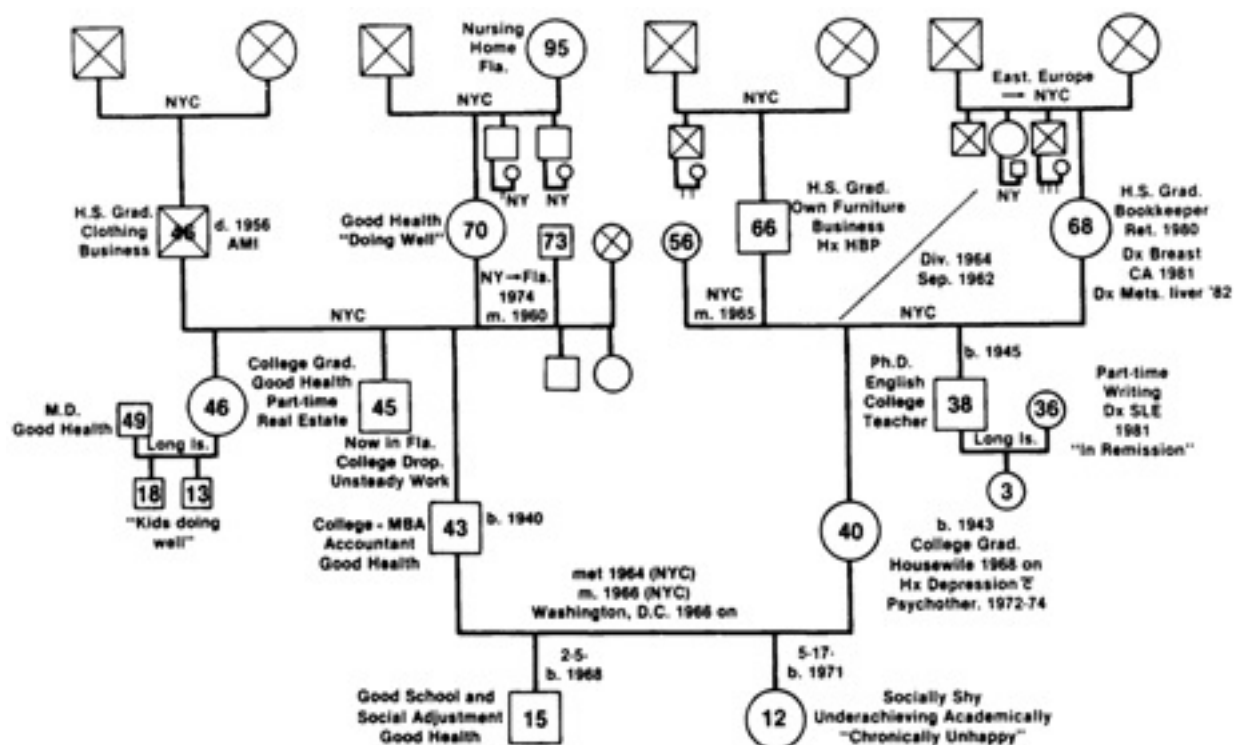 Nursing
Home
Fla.
95
NYC
NYC
NYC
East. Europe
→ NYC
NY
NY
NY
H.S. Grad.
Clothing
Business
d. 1956
AMI
Good Health
"Doing Well"
70
73
56
66
H.S. Grad.
Own Furniture
Business
Hx HBP
68
H.S. Grad.
Bookkeeper
Ret. 1980
Dx Breast
CA 1981
Dx Mets. liver '82
NY→Fla.
1974
m. 1960
NYC
m. 1965
Div. 1964
Sep. 1962
NYC
NYC
M.D.
Good Health
49
46
College Grad.
Good Health
Part-time
Real Estate
Long Is.
18
13
"Kids doing
well"
45
Now in Fla.
College Drop.
Unsteady Work
b. 1945
Ph.D.
English
College
Teacher
38
36
Part-time
Writing
Dx SLE
1981
"In Remission"
Long Is.
3
College - MBA
Accountant
Good Health
43
b. 1940
40
b. 1943
College Grad.
Housewife 1968 on
Hx Depression c̄
Psychother. 1972-74
met 1964 (NYC)
m. 1966 (NYC)
Washington, D.C. 1966 on
2-5-
b. 1968
Good School and
Social Adjustment
Good Health
15
5-17-
b. 1971
12
Socially Shy
Underachieving Academically
"Chronically Unhappy"